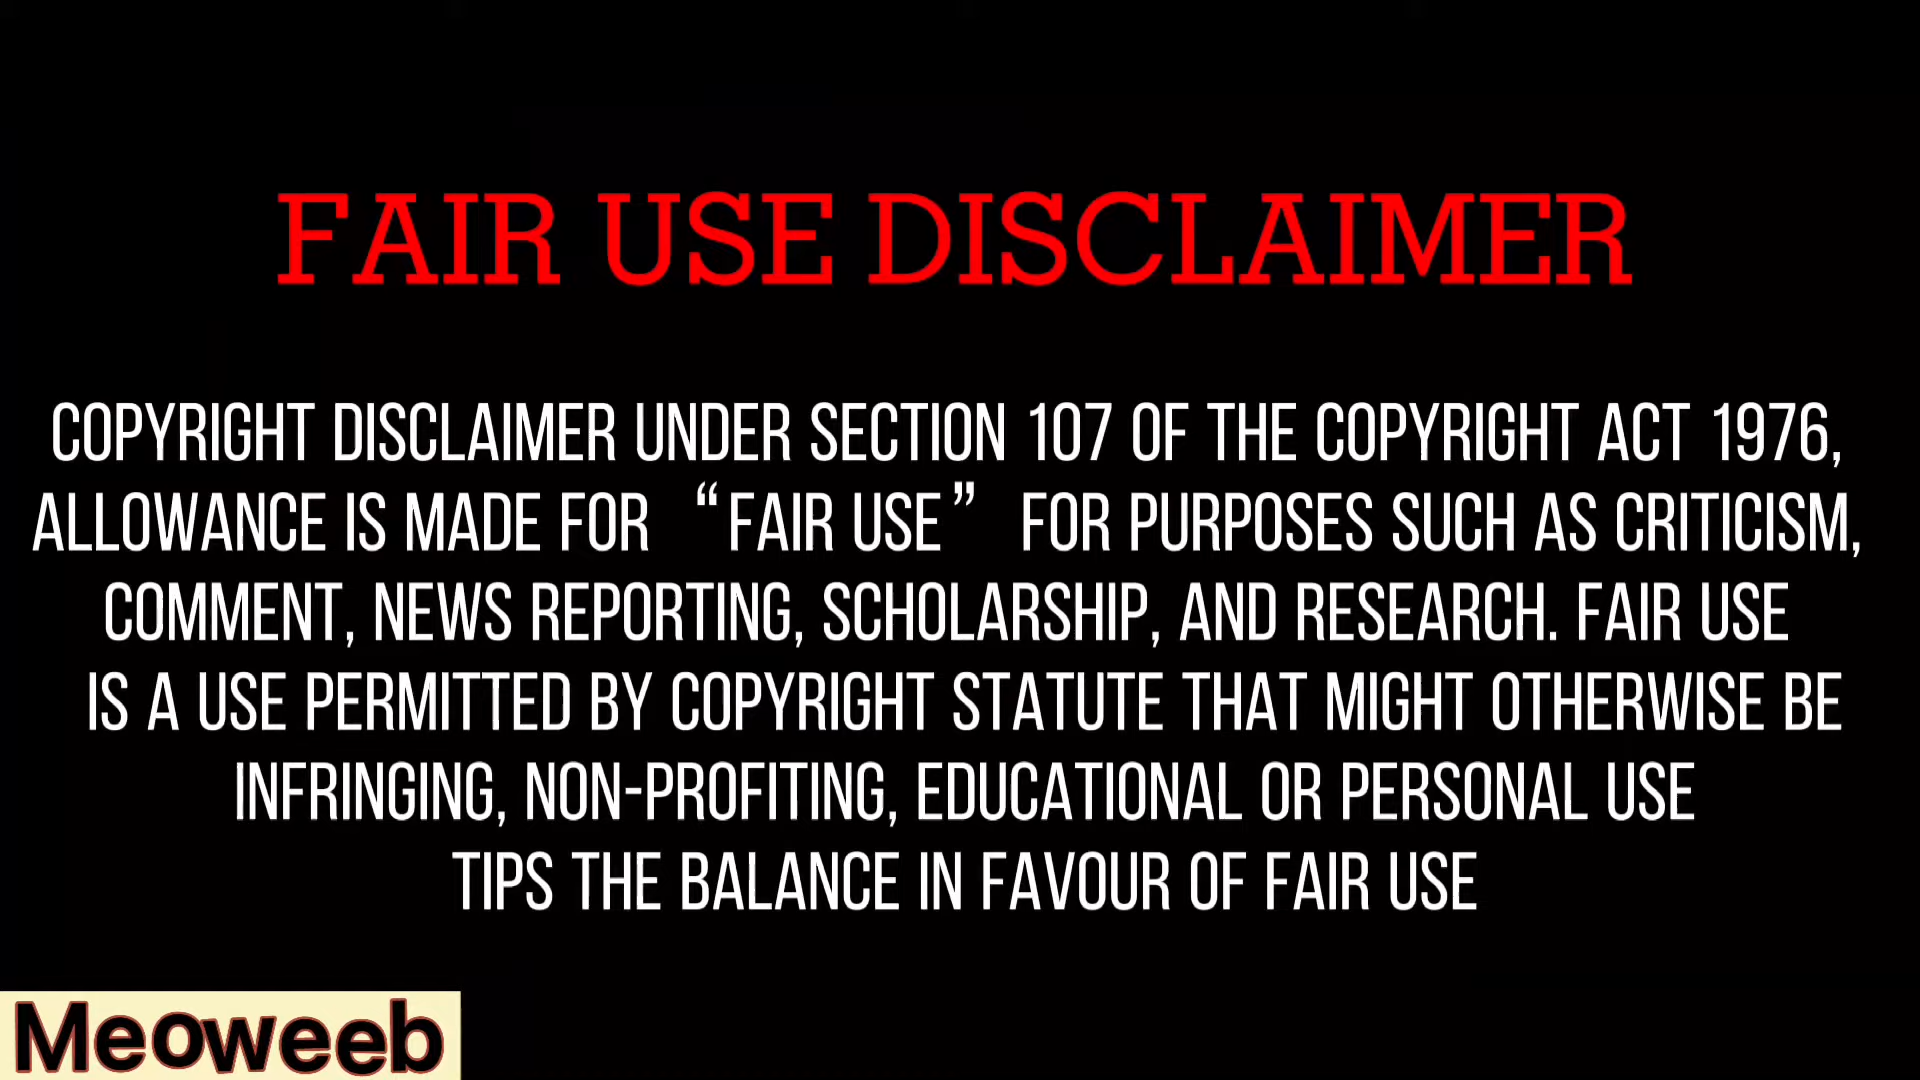 FAIR USE DISCLAIMER
COPYRIGHT DISCLAIMER UNDER SECTION 107 OF THE COPYRIGHT ACT 1976,
ALLOWANCE IS MADE FOR “FAIR USE” FOR PURPOSES SUCH AS CRITICISM,
COMMENT, NEWS REPORTING, SCHOLARSHIP, AND RESEARCH. FAIR USE
IS A USE PERMITTED BY COPYRIGHT STATUTE THAT MIGHT OTHERWISE BE
INFRINGING, NON-PROFITING, EDUCATIONAL OR PERSONAL USE
TIPS THE BALANCE IN FAVOUR OF FAIR USE
Meoweeb